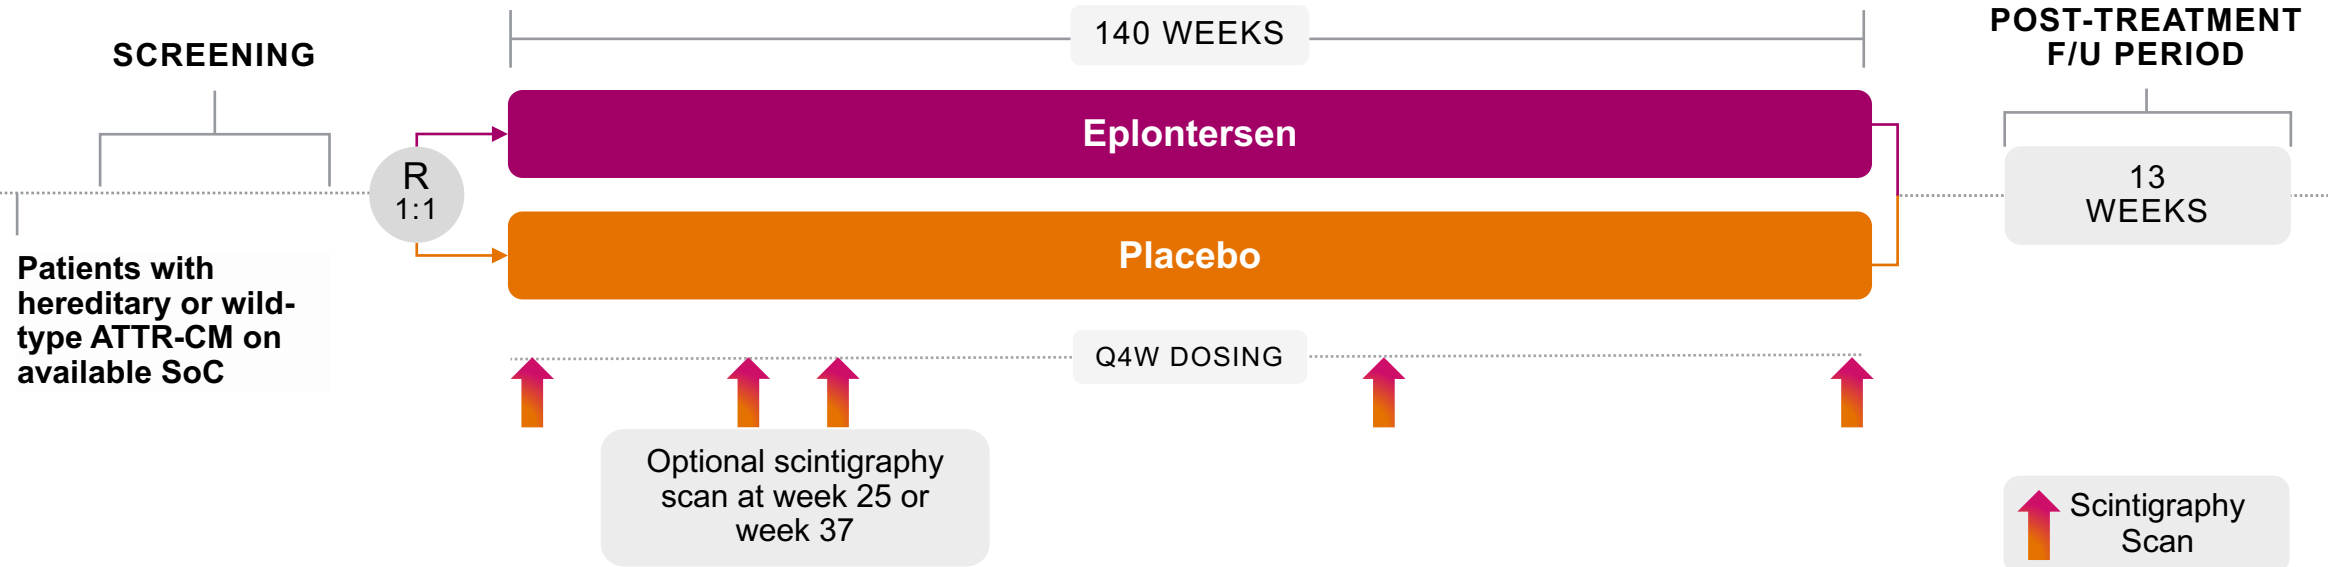 SCREENING
140 WEEKS
POST-TREATMENT
F/U PERIOD
Eplontersen
R
1:1
13
WEEKS
Placebo
Patients with
hereditary or wild-
type ATTR-CM on
available SoC
Q4W DOSING
Optional scintigraphy
scan at week 25 or
week 37
Scintigraphy
Scan